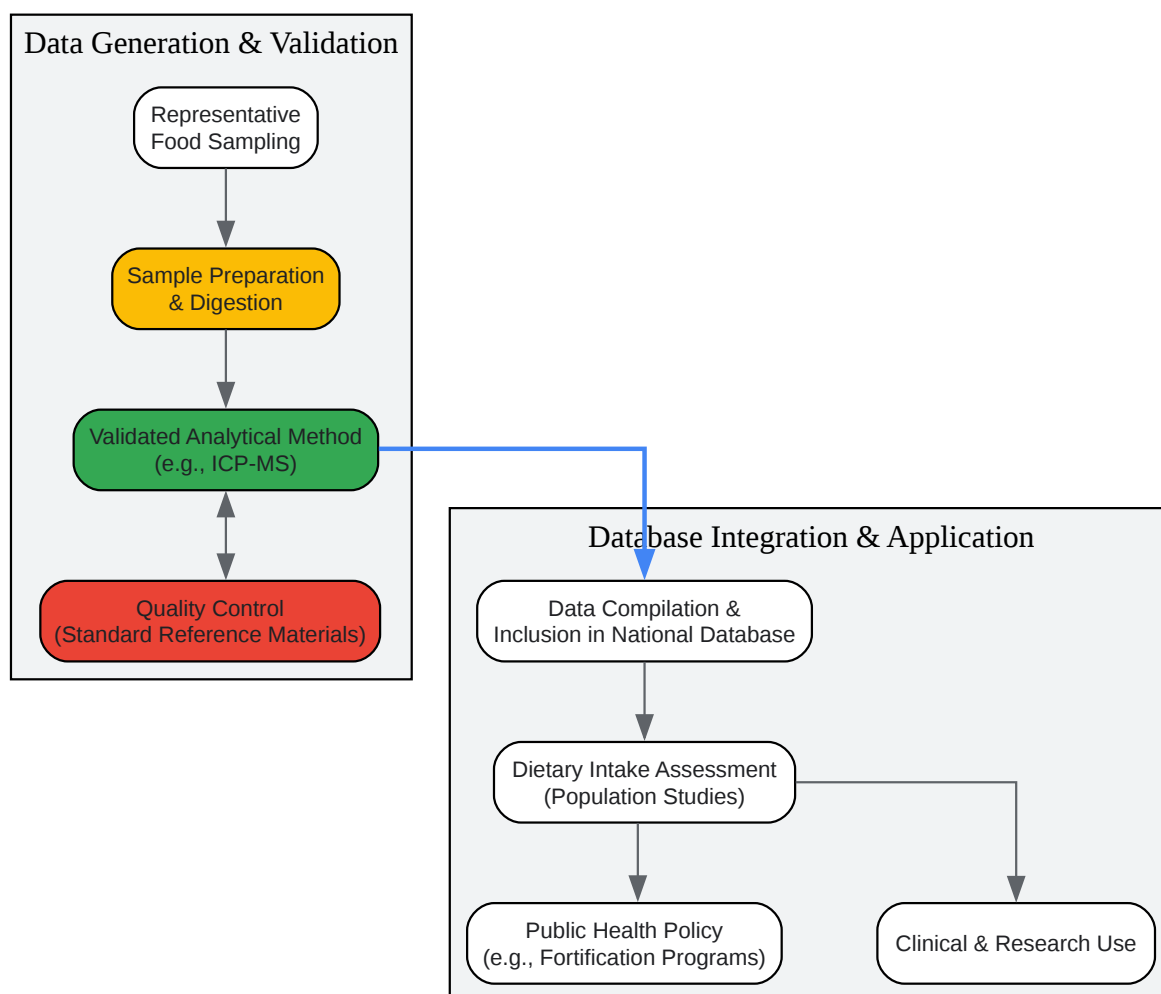 Data Generation & Validation
Representative
Food Sampling
Sample Preparation
& Digestion
Validated Analytical Method
(e.g., ICP-MS)
Quality Control
(Standard Reference Materials)
Database Integration & Application
Data Compilation &
Inclusion in National Database
Dietary Intake Assessment
(Population Studies)
Public Health Policy
(e.g., Fortification Programs)
Clinical & Research Use